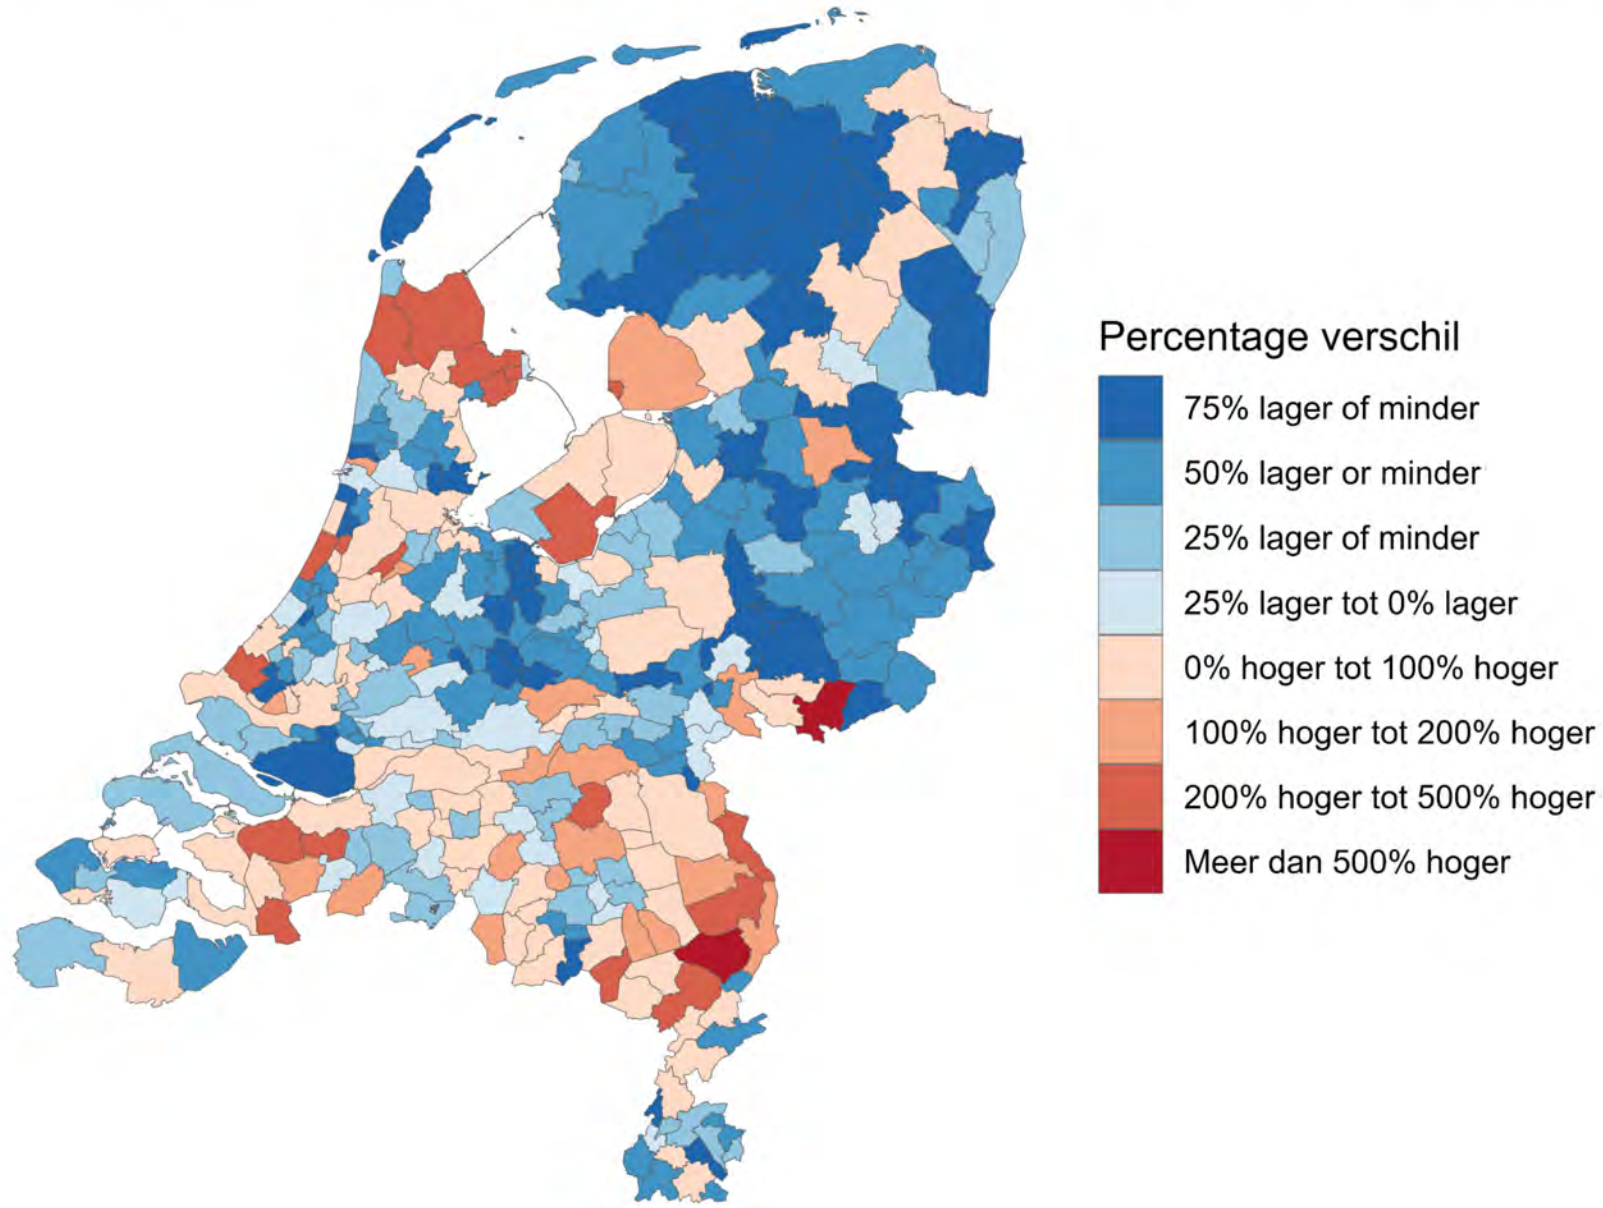 Percentage verschil
75% lager of minder
50% lager or minder
25% lager of minder
25% lager tot 0% lager
0% hoger tot 100% hoger
100% hoger tot 200% hoger
200% hoger tot 500% hoger
Meer dan 500% hoger